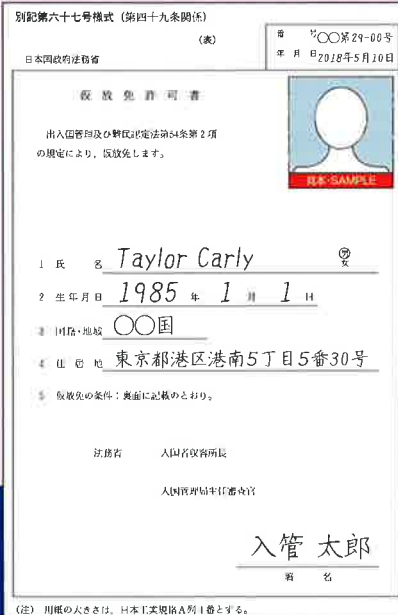 別記第六十七号様式（第四十九条関係）
（表）
番 号〇〇第29-00号
年 月 日2018年5月10日
日本国政府法務省
仮 放 免 許 可 書
出入国管理及び難民認定法第54条第２項
の規定により，仮放免します。
見本・SAMPLE
1 氏 名 Taylor Carly 男
女
2 生年月日 1985 年 1 月 1 日
3 国籍・地域 〇〇国
4 住居地 東京都港区港南5丁目5番30号
5 仮放免の条件：裏面に記載のとおり。
法務省 入国者収容所長
入国管理局主任審査官
入管 太郎
署 名
（注） 用紙の大きさは，日本工業規格Ａ列４番とする。